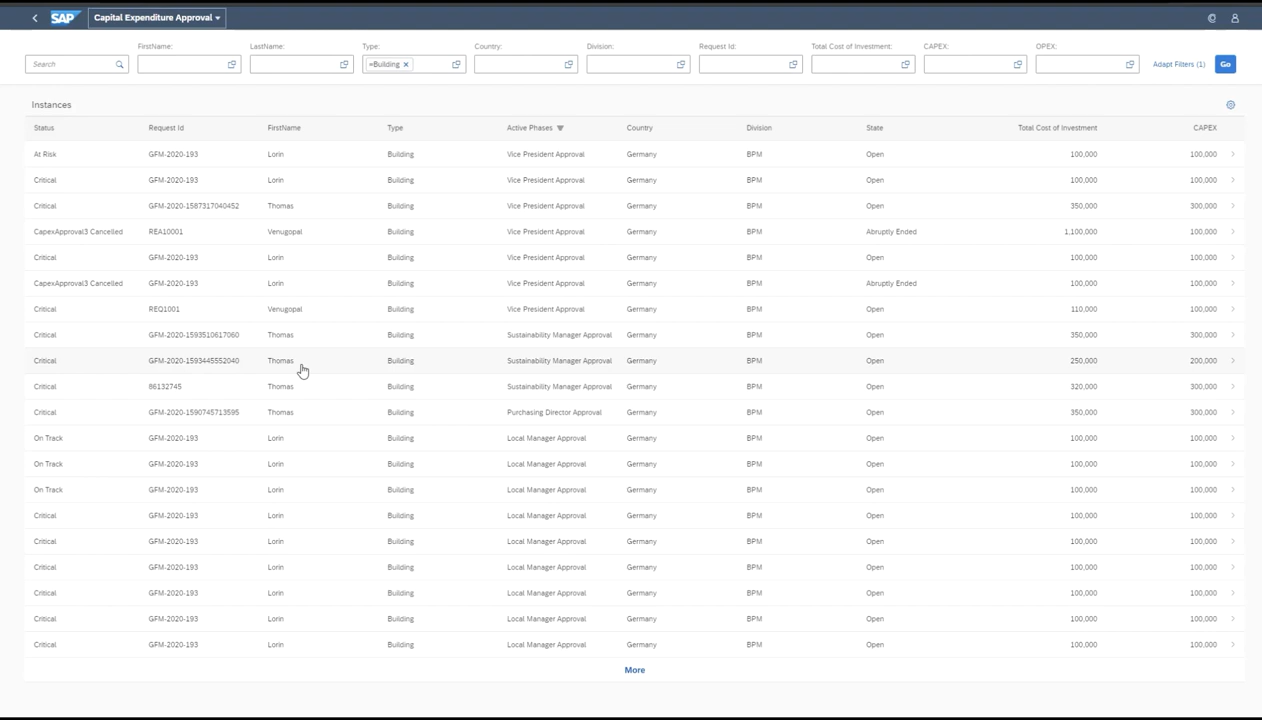 SAP Capital Expenditure Approval
FirstName: LastName: Type: Country: Division: Request Id: Total Cost of Investment: CAPEX: OPEX:
Search =Building Adapt Filters (1) Go
Instances
Status Request Id FirstName Type Active Phases Country Division State Total Cost of Investment CAPEX
At Risk GFM-2020-193 Lorin Building Vice President Approval Germany BPM Open 100,000 100,000
Critical GFM-2020-193 Lorin Building Vice President Approval Germany BPM Open 100,000 100,000
Critical GFM-2020-1587317040452 Thomas Building Vice President Approval Germany BPM Open 350,000 300,000
CapexApproval3 Cancelled REA10001 Venugopal Building Vice President Approval Germany BPM Abruptly Ended 1,100,000 100,000
Critical GFM-2020-193 Lorin Building Vice President Approval Germany BPM Open 100,000 100,000
CapexApproval3 Cancelled GFM-2020-193 Lorin Building Vice President Approval Germany BPM Abruptly Ended 100,000 100,000
Critical REQ1001 Venugopal Building Vice President Approval Germany BPM Open 110,000 100,000
Critical GFM-2020-1593510617060 Thomas Building Sustainability Manager Approval Germany BPM Open 350,000 300,000
Critical GFM-2020-1593445552040 Thomas Building Sustainability Manager Approval Germany BPM Open 250,000 200,000
Critical 86132745 Thomas Building Sustainability Manager Approval Germany BPM Open 320,000 300,000
Critical GFM-2020-1590745713595 Thomas Building Purchasing Director Approval Germany BPM Open 350,000 300,000
On Track GFM-2020-193 Lorin Building Local Manager Approval Germany BPM Open 100,000 100,000
On Track GFM-2020-193 Lorin Building Local Manager Approval Germany BPM Open 100,000 100,000
On Track GFM-2020-193 Lorin Building Local Manager Approval Germany BPM Open 100,000 100,000
Critical GFM-2020-193 Lorin Building Local Manager Approval Germany BPM Open 100,000 100,000
Critical GFM-2020-193 Lorin Building Local Manager Approval Germany BPM Open 100,000 100,000
Critical GFM-2020-193 Lorin Building Local Manager Approval Germany BPM Open 100,000 100,000
Critical GFM-2020-193 Lorin Building Local Manager Approval Germany BPM Open 100,000 100,000
Critical GFM-2020-193 Lorin Building Local Manager Approval Germany BPM Open 100,000 100,000
Critical GFM-2020-193 Lorin Building Local Manager Approval Germany BPM Open 100,000 100,000
More